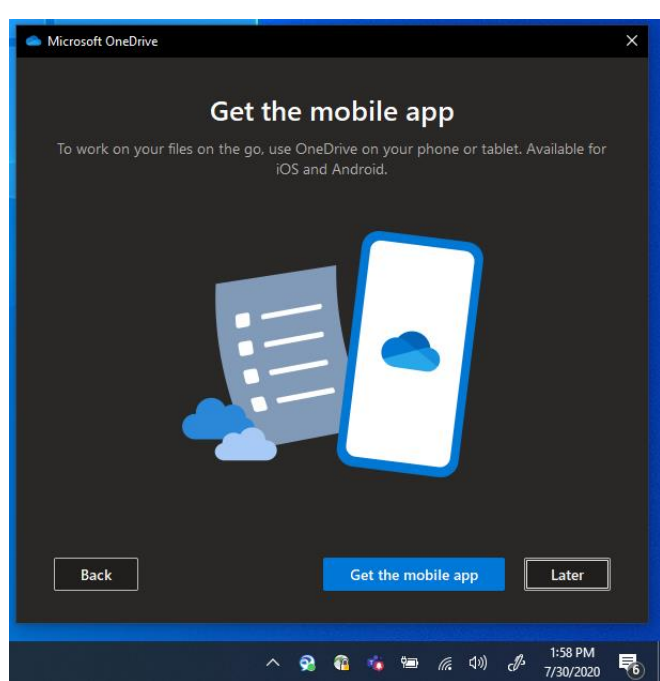 Microsoft OneDrive
Get the mobile app
To work on your files on the go, use OneDrive on your phone or tablet. Available for
iOS and Android.
Back
Get the mobile app
Later
1:58 PM
7/30/2020
6